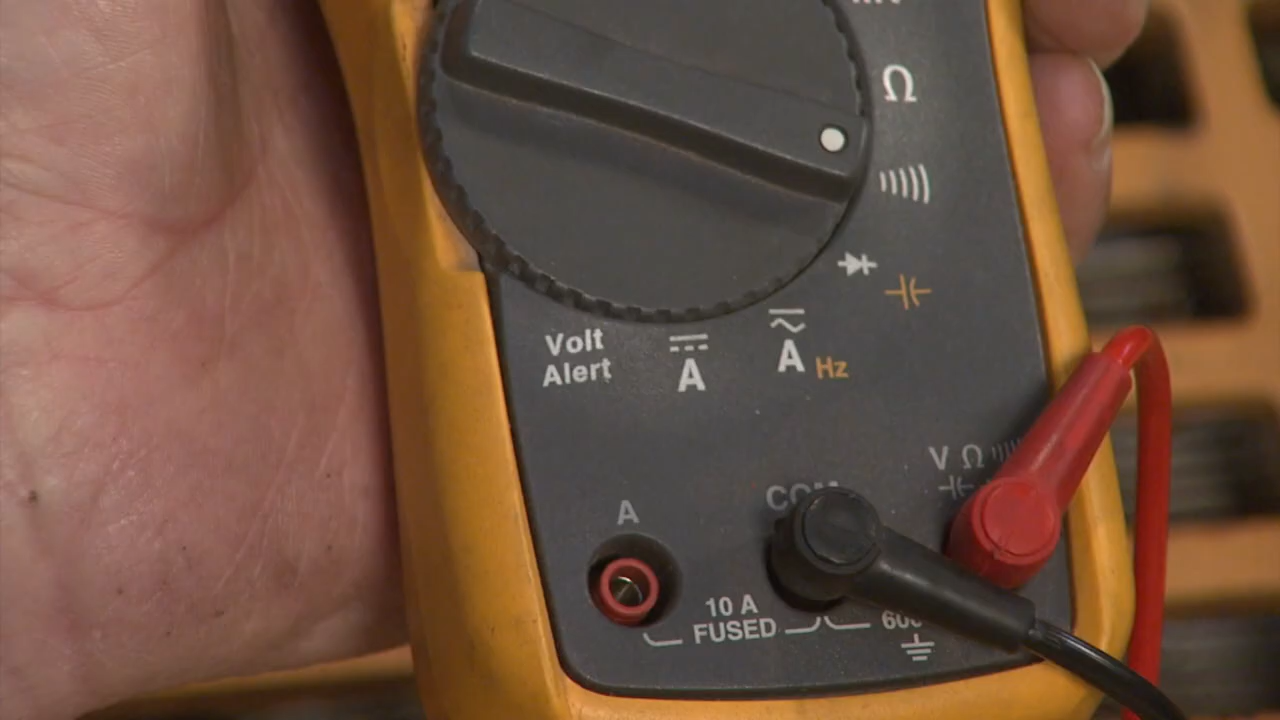 Ω
Volt
Alert
A
A Hz
V Ω
A
COM
10 A
FUSED